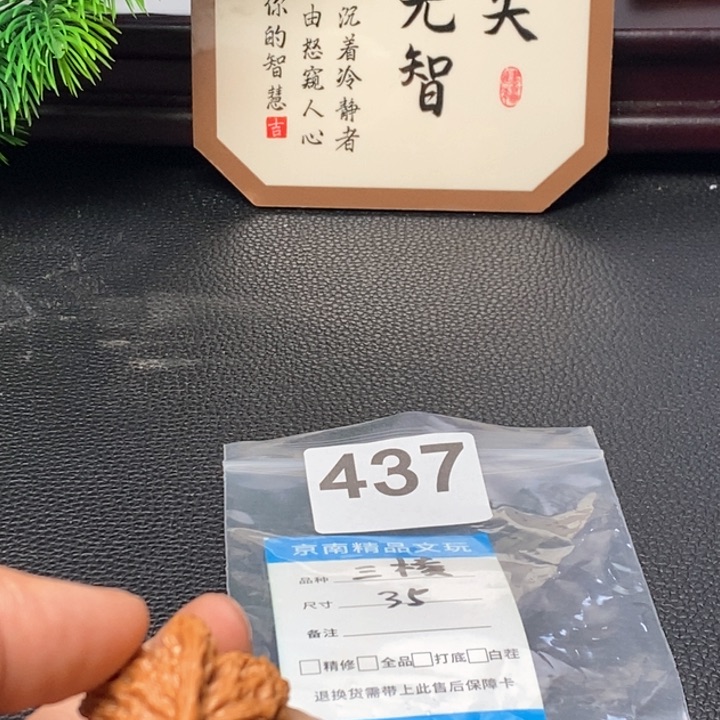 无智
沉着冷静者
由怒窥人心
你的智慧
吉
437
京南精品文玩
品种 三棱
尺寸 35
备注
精修 全品 打底 白茬
退换货需带上此售后保障卡